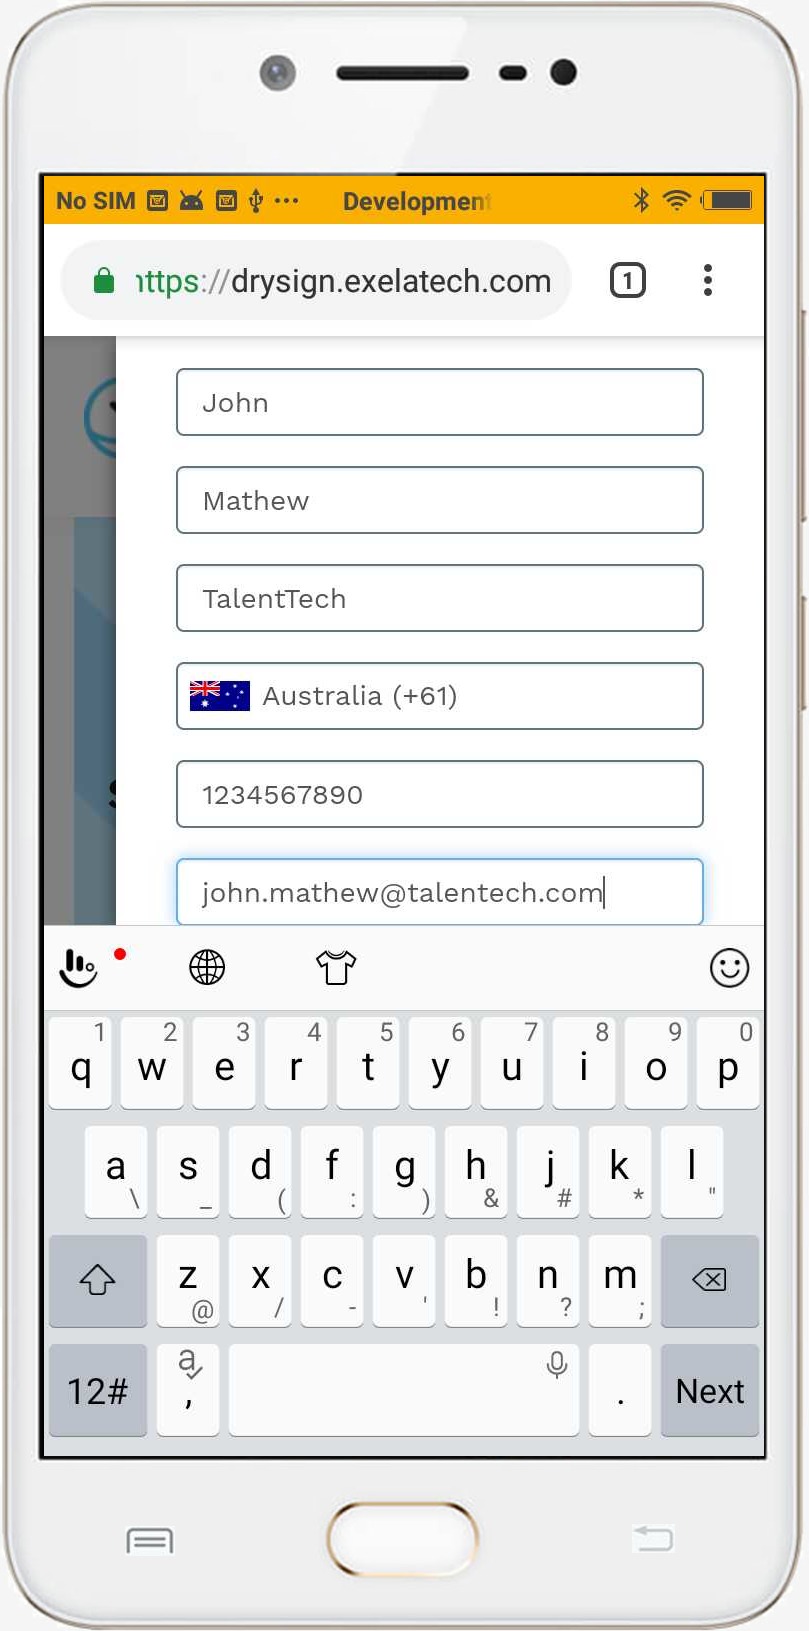 No SIM ··· Development
https://drysign.exelatech.com 1
John
Mathew
TalentTech
Australia (+61)
1234567890
john.mathew@talentech.com
1 2 3 4 5 6 7 8 9 0
q w e r t y u i o p
a s d f g h j k l
\ _ ( : ) & # * "
z x c v b n m
@ / - ' ! ? ;
12# a , . Next